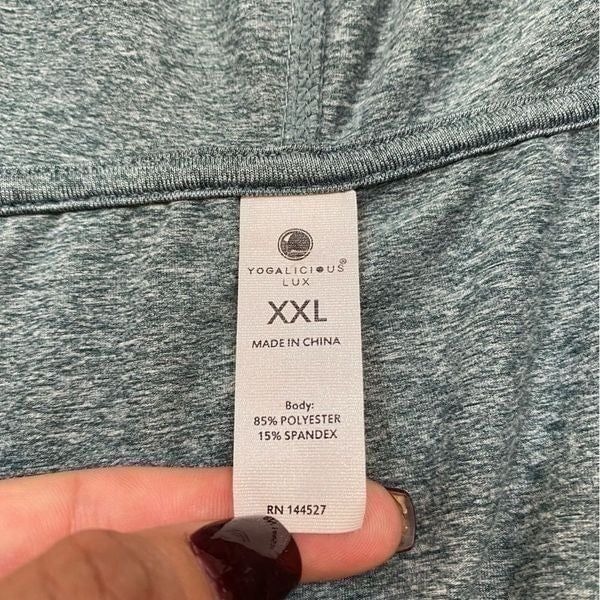 YOGALICIOUS®
LUX
XXL
MADE IN CHINA
Body:
85% POLYESTER
15% SPANDEX
RN 144527